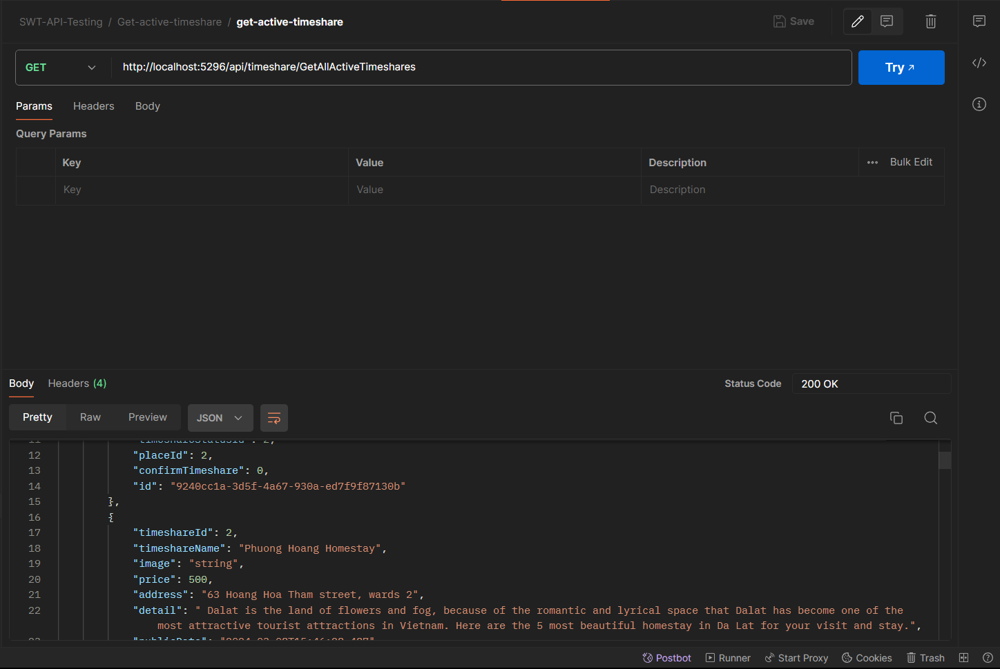 SWT-API-Testing / Get-active-timeshare / get-active-timeshare
Save
GET
http://localhost:5296/api/timeshare/GetAllActiveTimeshares
Try
Params Headers Body
Query Params
Key Value Description Bulk Edit
Key Value Description
Body Headers (4) Status Code 200 OK
Pretty Raw Preview JSON
11 "timeshareStatusId": 2,
12 "placeId": 2,
13 "confirmTimeshare": 0,
14 "id": "9240cc1a-3d5f-4a67-930a-ed7f9f87130b"
15 },
16 {
17 "timeshareId": 2,
18 "timeshareName": "Phuong Hoang Homestay",
19 "image": "string",
20 "price": 500,
21 "address": "63 Hoang Hoa Tham street, wards 2",
22 "detail": " Dalat is the land of flowers and fog, because of the romantic and lyrical space that Dalat has become one of the
most attractive tourist attractions in Vietnam. Here are the 5 most beautiful homestay in Da Lat for your visit and stay.",
Postbot Runner Start Proxy Cookies Trash